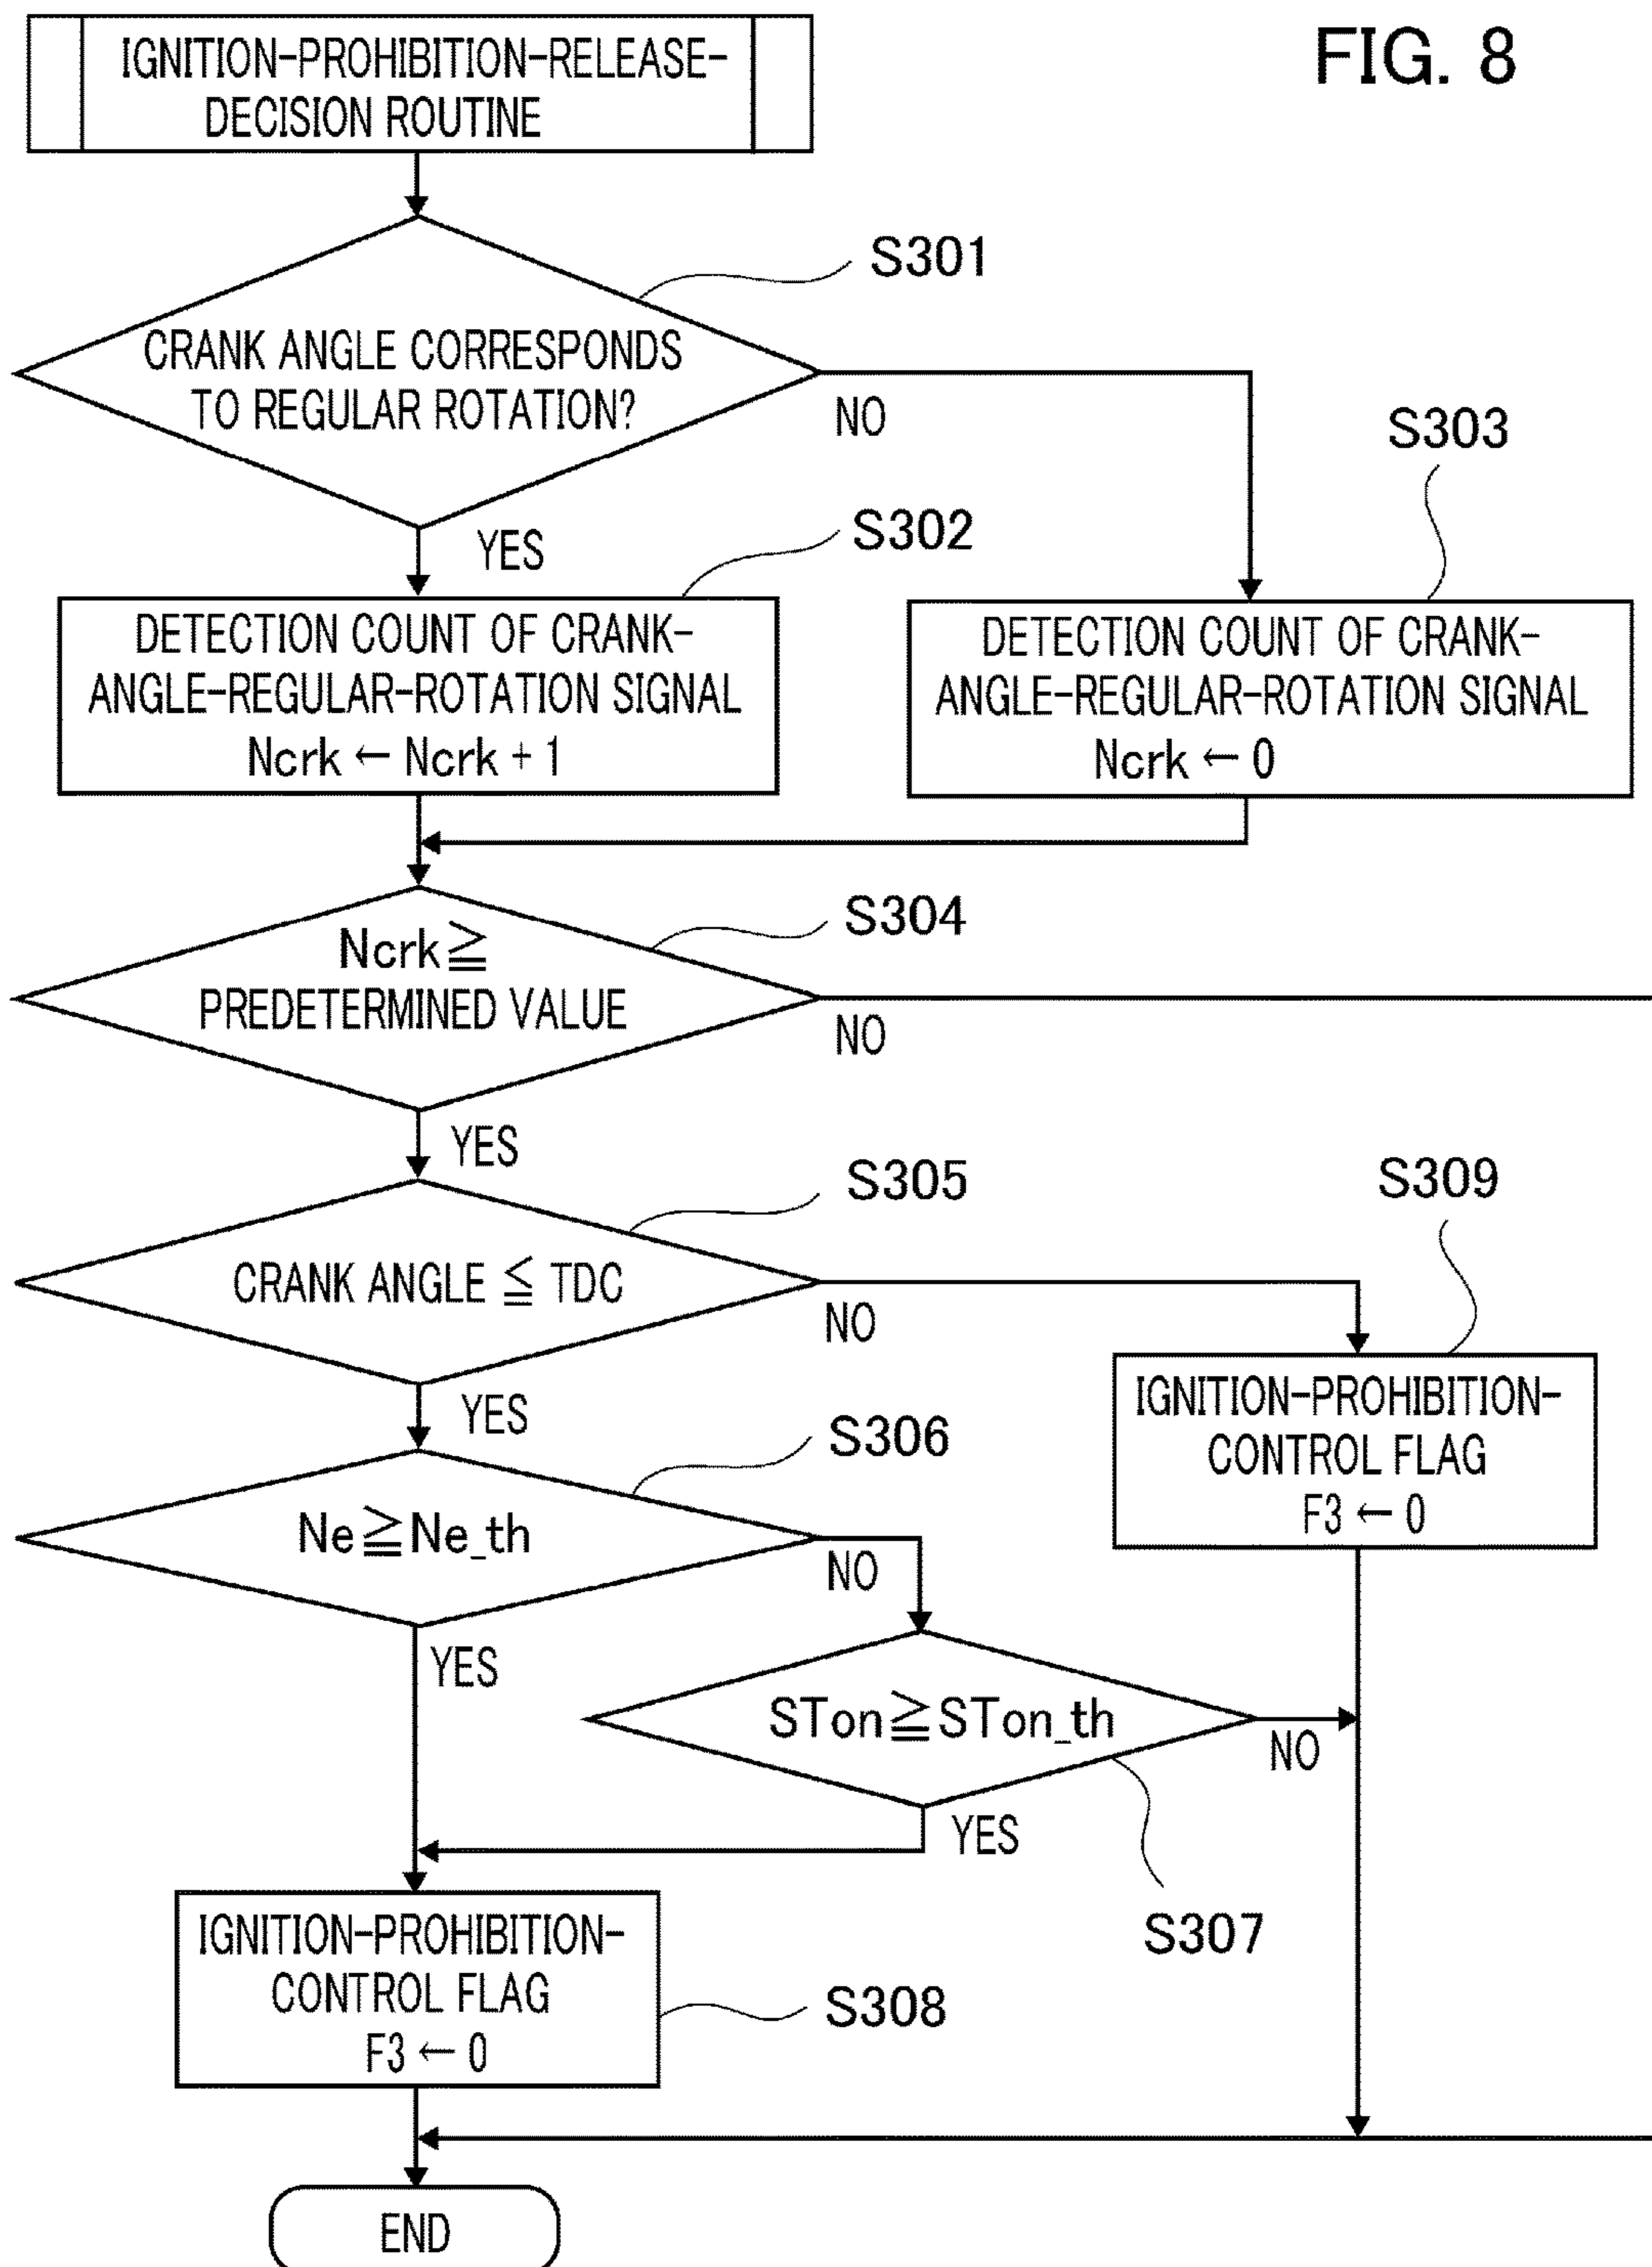 FIG. 8
IGNITION-PROHIBITION-RELEASE-
DECISION ROUTINE
S301
CRANK ANGLE CORRESPONDS
TO REGULAR ROTATION?
NO
YES
S302
S303
DETECTION COUNT OF CRANK-
ANGLE-REGULAR-ROTATION SIGNAL
Ncrk ← Ncrk + 1
DETECTION COUNT OF CRANK-
ANGLE-REGULAR-ROTATION SIGNAL
Ncrk ← 0
S304
Ncrk ≧
PREDETERMINED VALUE
NO
YES
S305
CRANK ANGLE ≦ TDC
NO
YES
S309
IGNITION-PROHIBITION-
CONTROL FLAG
F3 ← 0
S306
Ne≧Ne_th
NO
YES
STon≧STon_th
NO
YES
S307
IGNITION-PROHIBITION-
CONTROL FLAG
F3 ← 0
S308
END